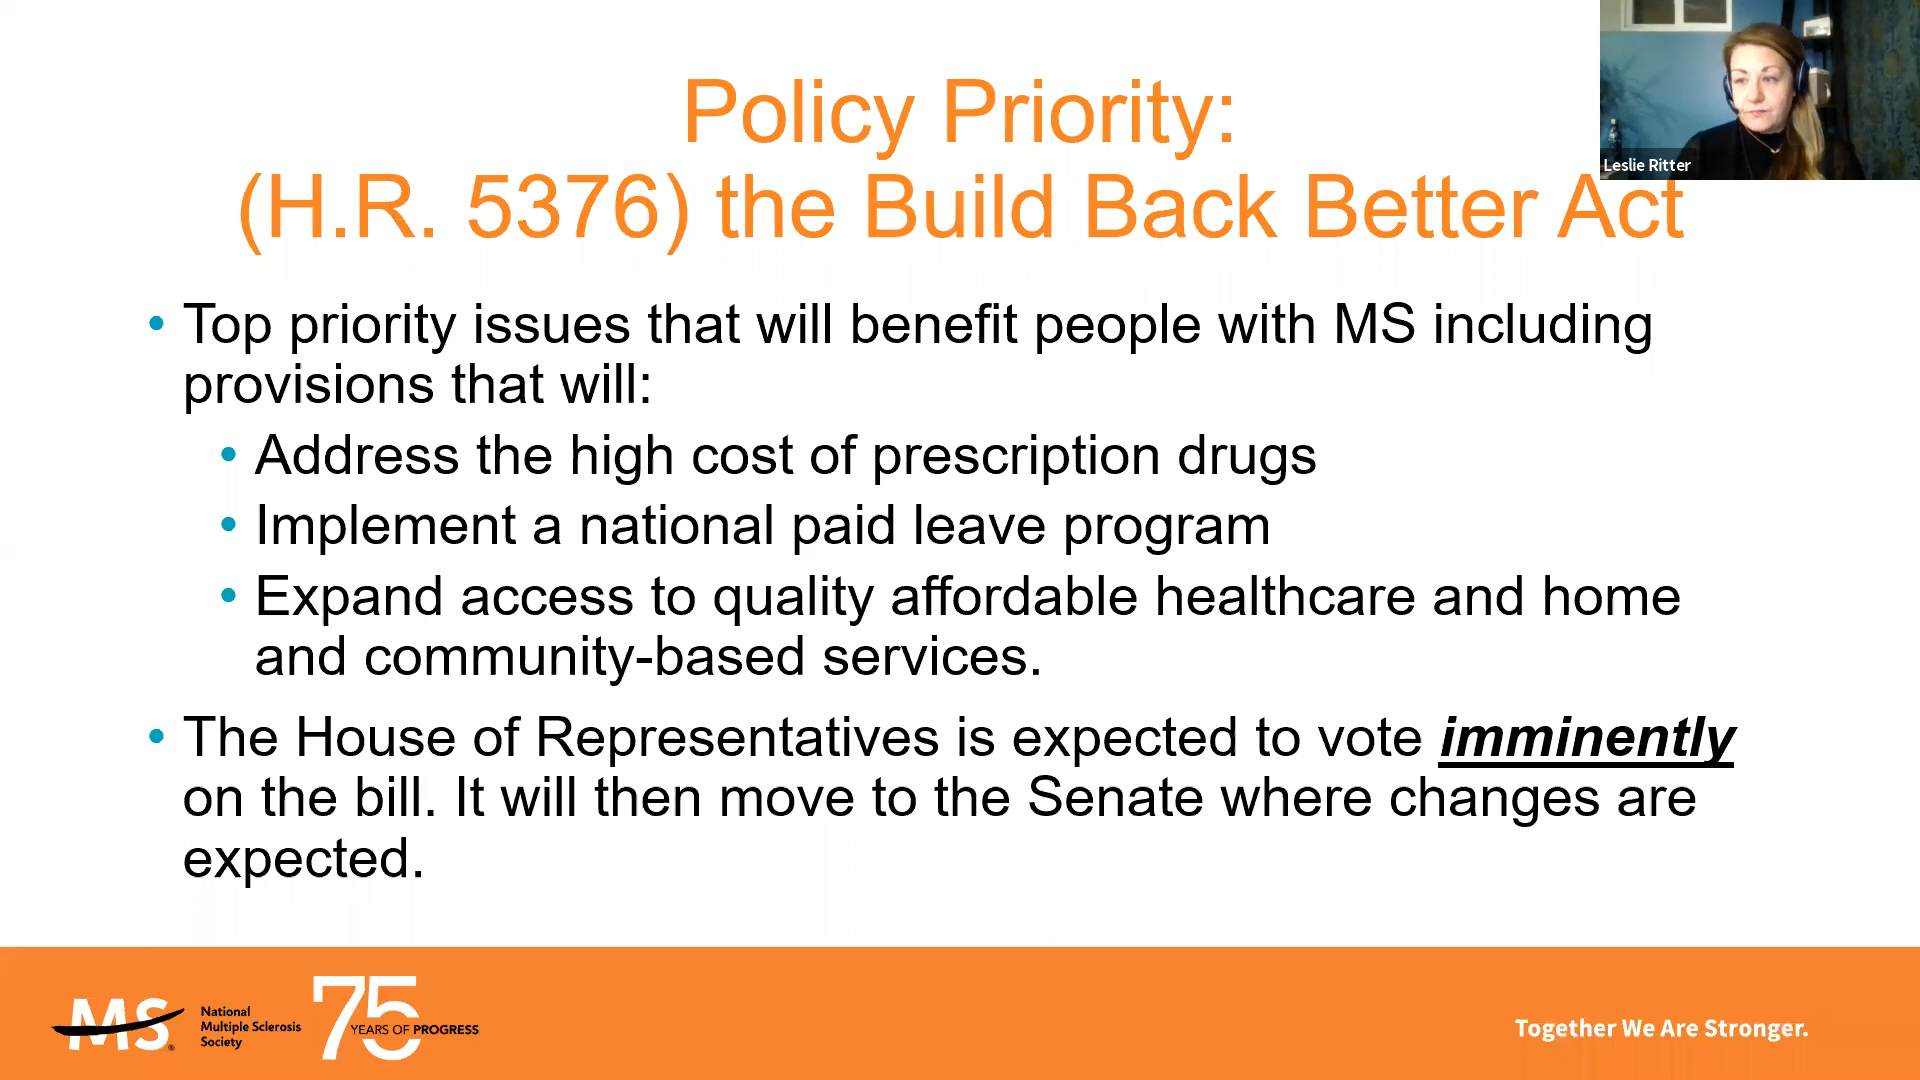 Policy Priority:
(H.R. 5376) the Build Back Better Act
Leslie Ritter
• Top priority issues that will benefit people with MS including
provisions that will:
• Address the high cost of prescription drugs
• Implement a national paid leave program
• Expand access to quality affordable healthcare and home
and community-based services.
• The House of Representatives is expected to vote imminently
on the bill. It will then move to the Senate where changes are
expected.
MS®
National
Multiple Sclerosis
Society
75
YEARS OF PROGRESS
Together We Are Stronger.